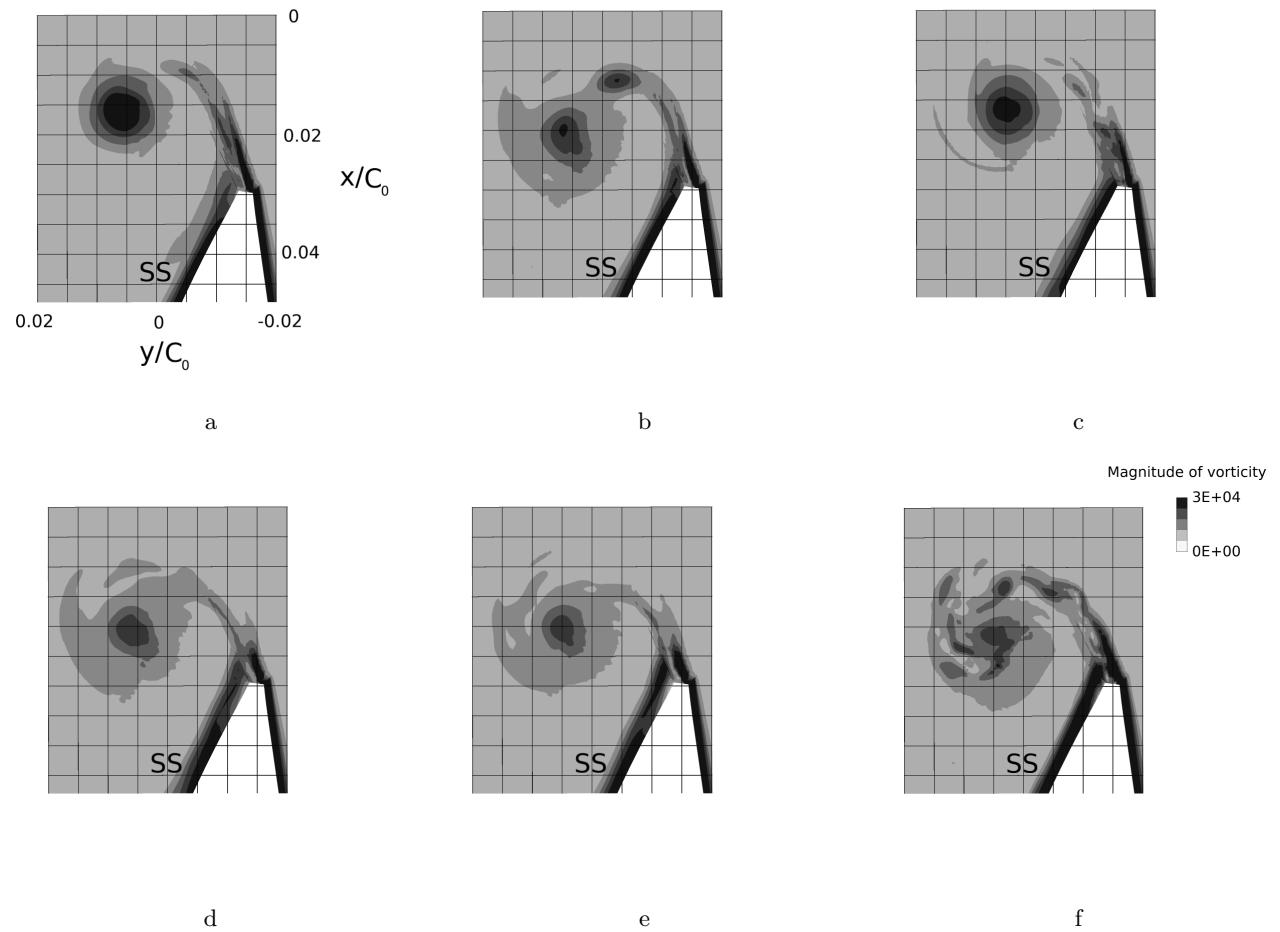 0
0.02
x/C₀
0.04
SS
0.02
0
-0.02
y/C₀
SS
SS
a
b
c
Magnitude of vorticity
3E+04
0E+00
SS
SS
SS
d
e
f